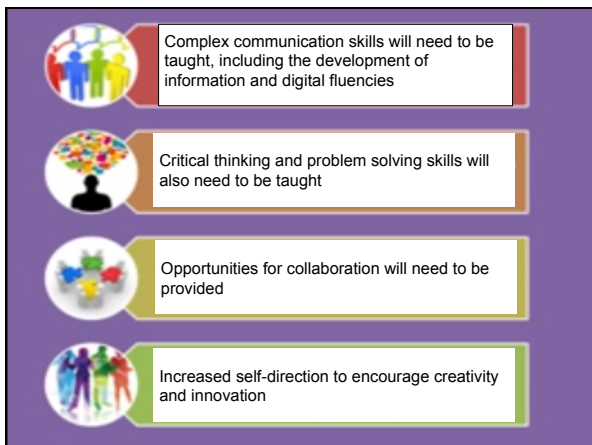 Complex communication skills will need to be
taught, including the development of
information and digital fluencies
Critical thinking and problem solving skills will
also need to be taught
Opportunities for collaboration will need to be
provided
Increased self-direction to encourage creativity
and innovation